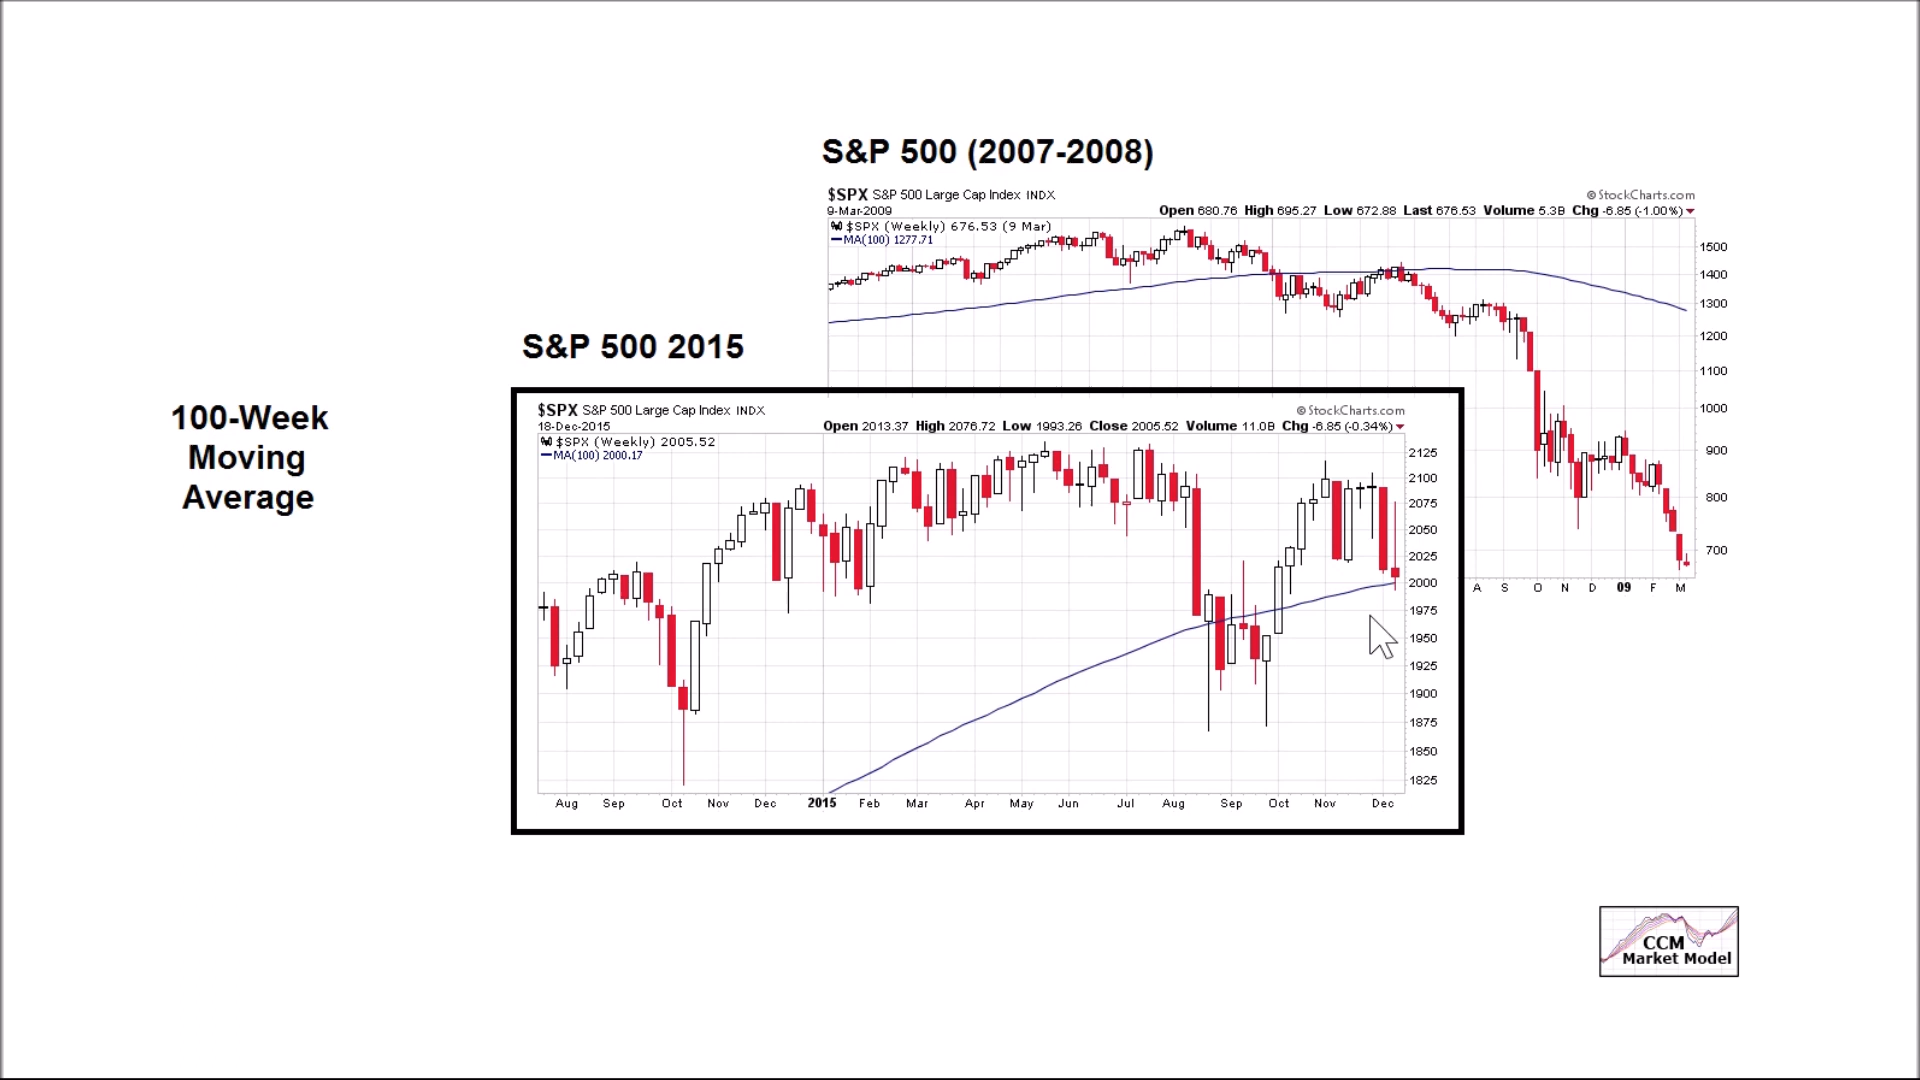 S&P 500 (2007-2008)
$SPX S&P 500 Large Cap Index INDX
© StockCharts.com
9-Mar-2009
Open 680.76 High 695.27 Low 672.88 Last 676.53 Volume 5.3B Chg -6.85 (-1.00%)
$SPX (Weekly) 676.53 (9 Mar)
MA(100) 1277.71
1500
1400
1300
1200
1100
1000
900
800
700
A S O N D 09 F M
S&P 500 2015
100-Week
Moving
Average
$SPX S&P 500 Large Cap Index INDX
© StockCharts.com
18-Dec-2015
Open 2013.37 High 2076.72 Low 1993.26 Close 2005.52 Volume 11.0B Chg -6.85 (-0.34%)
$SPX (Weekly) 2005.52
MA(100) 2000.17
2125
2100
2075
2050
2025
2000
1975
1950
1925
1900
1875
1850
1825
Aug Sep Oct Nov Dec 2015 Feb Mar Apr May Jun Jul Aug Sep Oct Nov Dec
CCM
Market Model